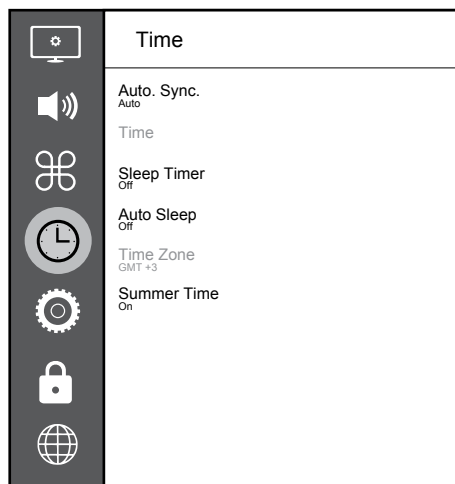 Time
Auto. Sync.
Auto
Time
Sleep Timer
Off
Auto Sleep
Off
Time Zone
GMT +3
Summer Time
On